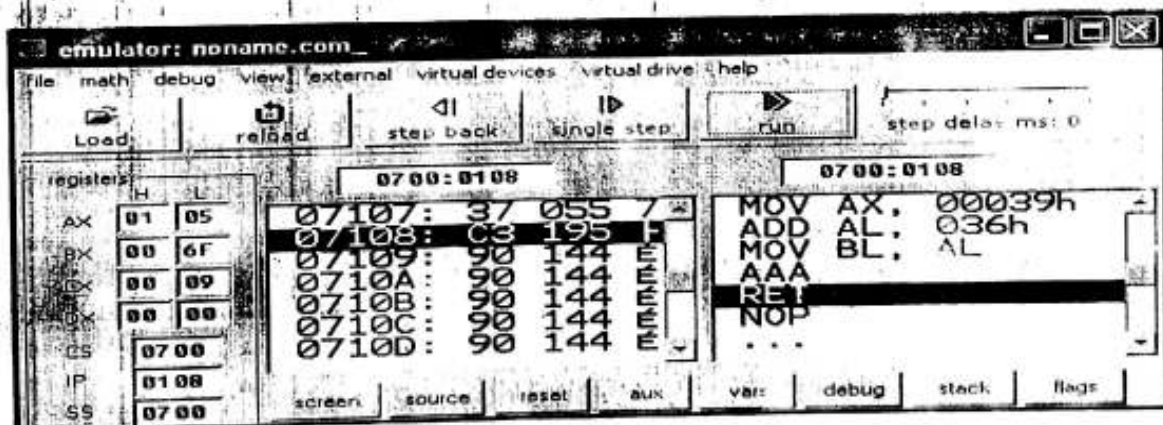 emulator: noname.com_
file math debug view external virtual devices virtual drive help
Load reload step back single step run step delay ms: 0
registers 0700:0108 0700:0108
H L
AX 01 05
BX 00 6F
CX 00 09
DX 00 00
CS 0700
IP 0108
SS 0700
07107: 37 055 7
07108: C3 195
07109: 90 144 É
0710A: 90 144 É
0710B: 90 144 É
0710C: 90 144 É
0710D: 90 144 É
MOV AX, 00039h
ADD AL, 036h
MOV BL, AL
AAA
RET
NOP
...
screen source reset aux vars debug stack flags